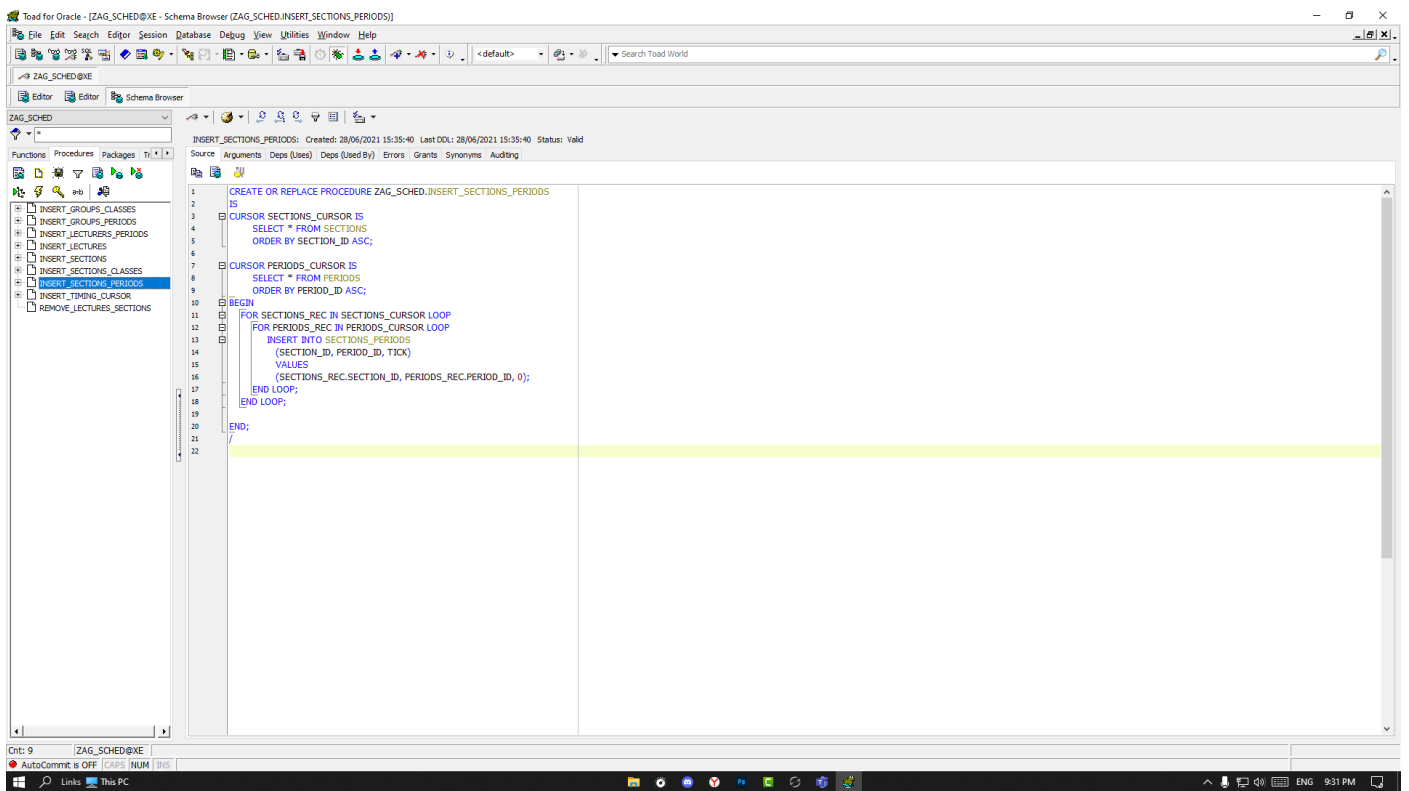 Toad for Oracle - [ZAG_SCHED@XE - Schema Browser (ZAG_SCHED.INSERT_SECTIONS_PERIODS)]
File Edit Search Editor Session Database Debug View Utilities Window Help
<default> Search Toad World
ZAG_SCHED@XE
Editor Editor Schema Browser
ZAG_SCHED
*
INSERT_SECTIONS_PERIODS: Created: 28/06/2021 15:35:40 Last DDL: 28/06/2021 15:35:40 Status: Valid
Functions Procedures Packages Tr
Source Arguments Deps (Uses) Deps (Used By) Errors Grants Synonyms Auditing
INSERT_GROUPS_CLASSES
INSERT_GROUPS_PERIODS
INSERT_LECTURERS_PERIODS
INSERT_LECTURES
INSERT_SECTIONS
INSERT_SECTIONS_CLASSES
INSERT_SECTIONS_PERIODS
INSERT_TIMING_CURSOR
REMOVE_LECTURES_SECTIONS
1 CREATE OR REPLACE PROCEDURE ZAG_SCHED.INSERT_SECTIONS_PERIODS
2 IS
3 CURSOR SECTIONS_CURSOR IS
4 SELECT * FROM SECTIONS
5 ORDER BY SECTION_ID ASC;
6
7 CURSOR PERIODS_CURSOR IS
8 SELECT * FROM PERIODS
9 ORDER BY PERIOD_ID ASC;
10 BEGIN
11 FOR SECTIONS_REC IN SECTIONS_CURSOR LOOP
12 FOR PERIODS_REC IN PERIODS_CURSOR LOOP
13 INSERT INTO SECTIONS_PERIODS
14 (SECTION_ID, PERIOD_ID, TICK)
15 VALUES
16 (SECTIONS_REC.SECTION_ID, PERIODS_REC.PERIOD_ID, 0);
17 END LOOP;
18 END LOOP;
19
20 END;
21 /
22
Cnt: 9 ZAG_SCHED@XE
AutoCommit is OFF CAPS NUM INS
Links This PC ENG 9:31 PM